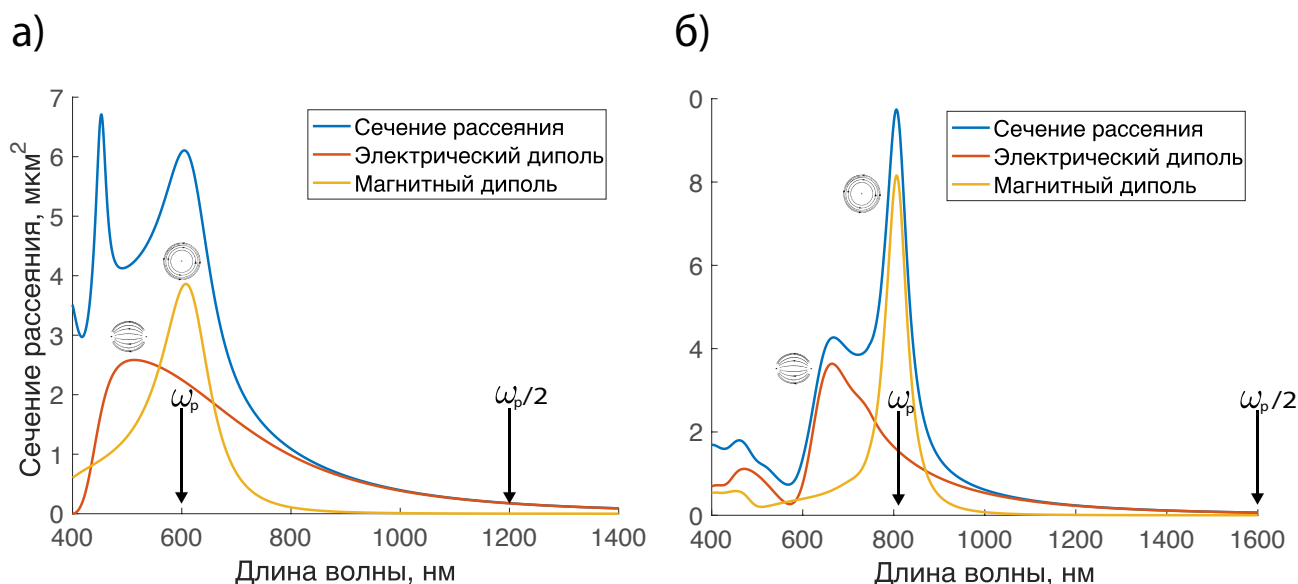 а)
7
6
5
4
3
2
1
0
Сечение рассеяния, мкм²
Сечение рассеяния
Электрический диполь
Магнитный диполь
ωp
ωp/2
400 600 800 1000 1200 1400
Длина волны, нм
б)
0
8
6
4
2
0
Сечение рассеяния
Электрический диполь
Магнитный диполь
ωp
ωp/2
400 600 800 1000 1200 1400 1600
Длина волны, нм